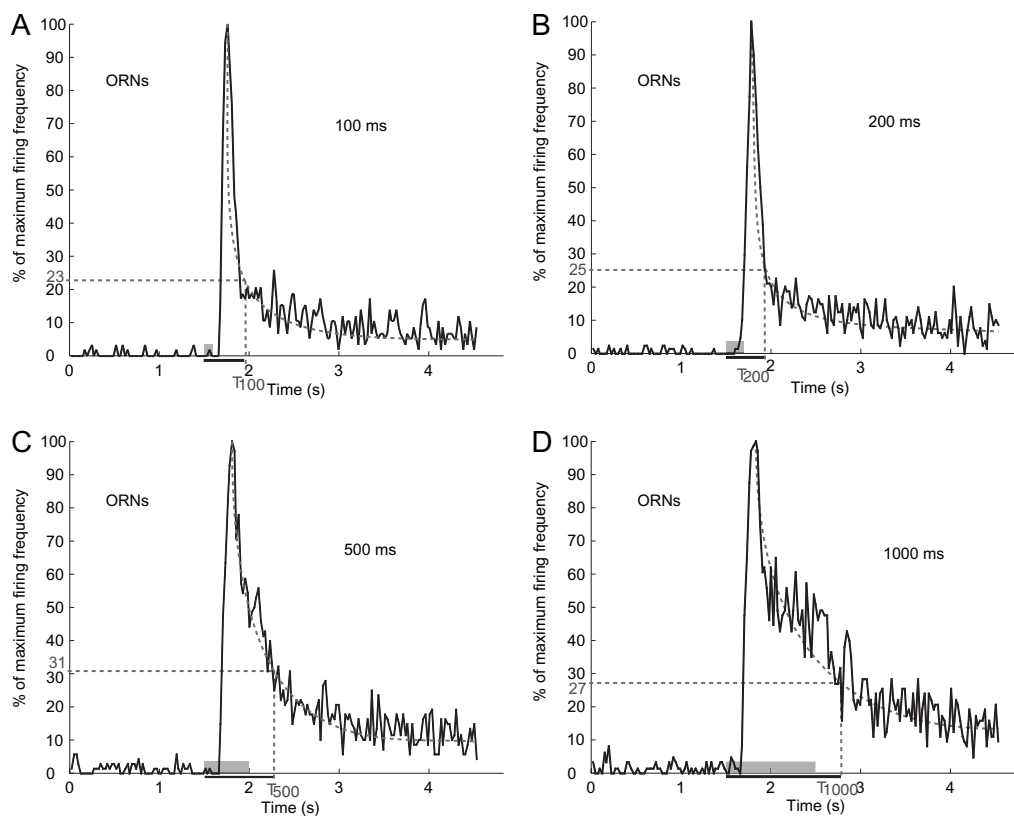 A
% of maximum firing frequency
100
90
80
70
60
50
40
30
23
20
10
0
ORNs
100 ms
0 1 2 3 4
T100
Time (s)
B
% of maximum firing frequency
100
90
80
70
60
50
40
30
25
20
10
0
ORNs
200 ms
0 1 2 3 4
T200
Time (s)
C
% of maximum firing frequency
100
90
80
70
60
50
40
31
30
20
10
0
ORNs
500 ms
0 1 2 3 4
T500
Time (s)
D
% of maximum firing frequency
100
90
80
70
60
50
40
30
27
20
10
0
ORNs
1000 ms
0 1 2 3 4
T1000
Time (s)